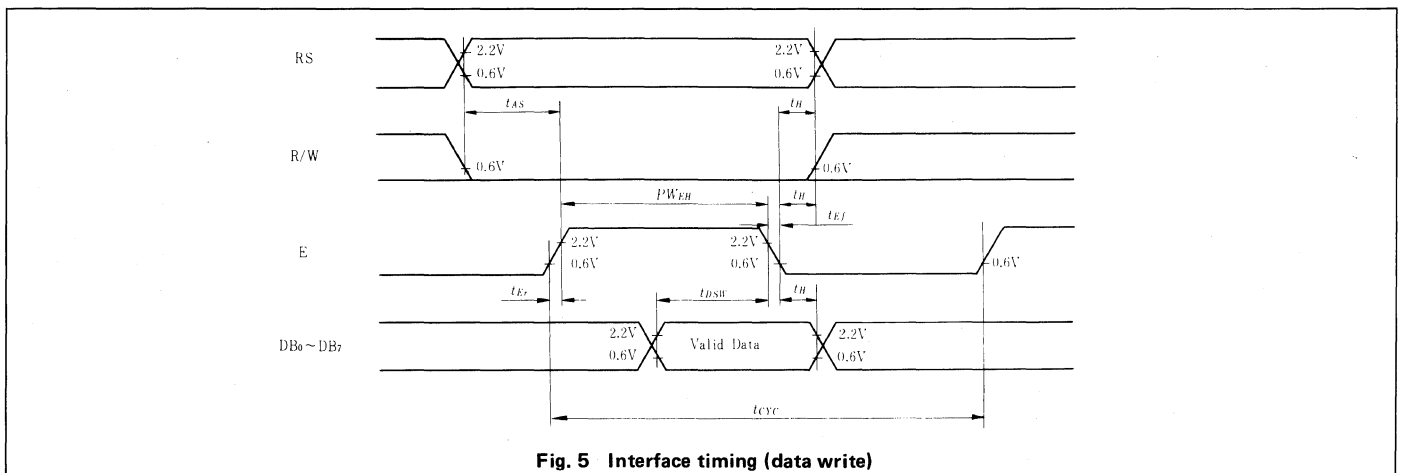 RS
2.2V 2.2V
0.6V 0.6V
tAS tH
R/W
0.6V 0.6V
PWEH tH
tEf
E
2.2V 2.2V
0.6V 0.6V 0.6V
tEr tDSW tH
DB0~DB7
2.2V Valid Data 2.2V
0.6V 0.6V
tCYC
Fig. 5 Interface timing (data write)